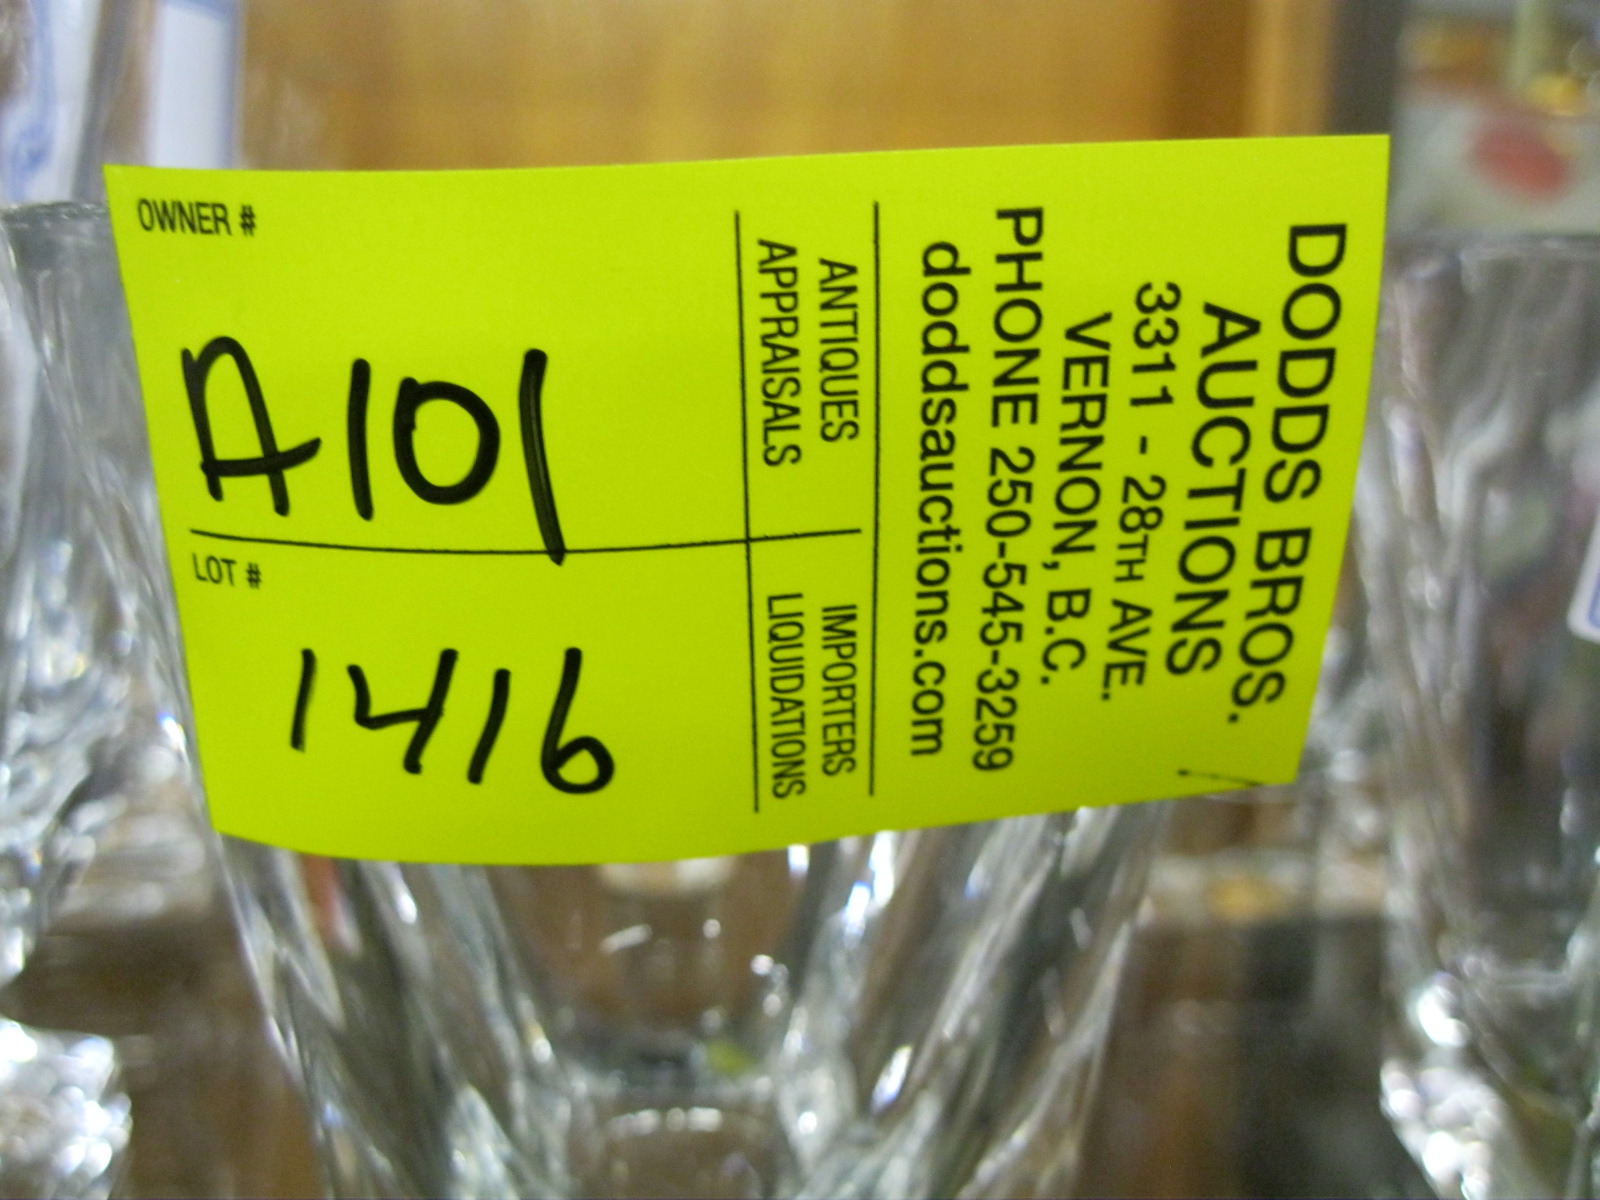 DODDS BROS.
AUCTIONS
3311 - 28TH AVE.
VERNON, B.C.
PHONE 250-545-3259
doddsauctions.com
ANTIQUES
APPRAISALS
IMPORTERS
LIQUIDATIONS
OWNER #
A101
LOT #
1416